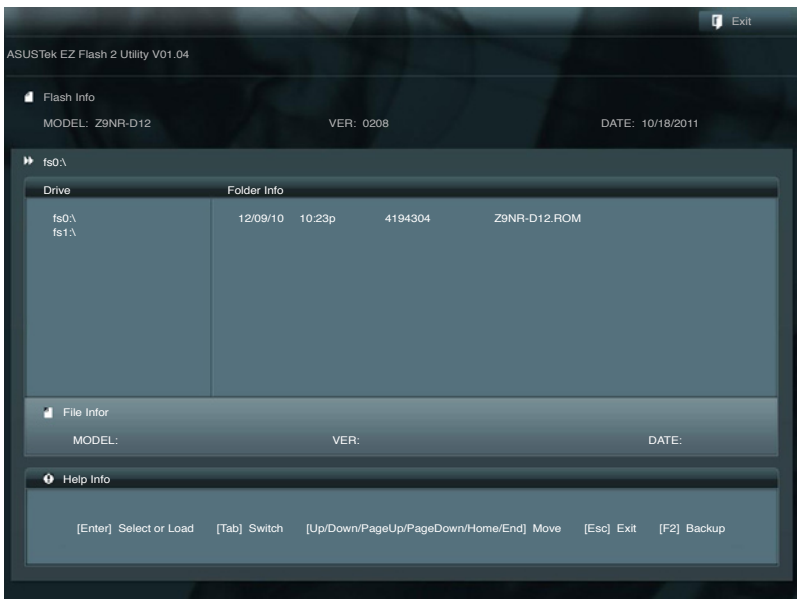 Exit
ASUSTek EZ Flash 2 Utility V01.04
Flash Info
MODEL: Z9NR-D12 VER: 0208 DATE: 10/18/2011
fs0:\
Drive Folder Info
fs0:\ 12/09/10 10:23p 4194304 Z9NR-D12.ROM
fs1:\
File Infor
MODEL: VER: DATE:
Help Info
[Enter] Select or Load [Tab] Switch [Up/Down/PageUp/PageDown/Home/End] Move [Esc] Exit [F2] Backup